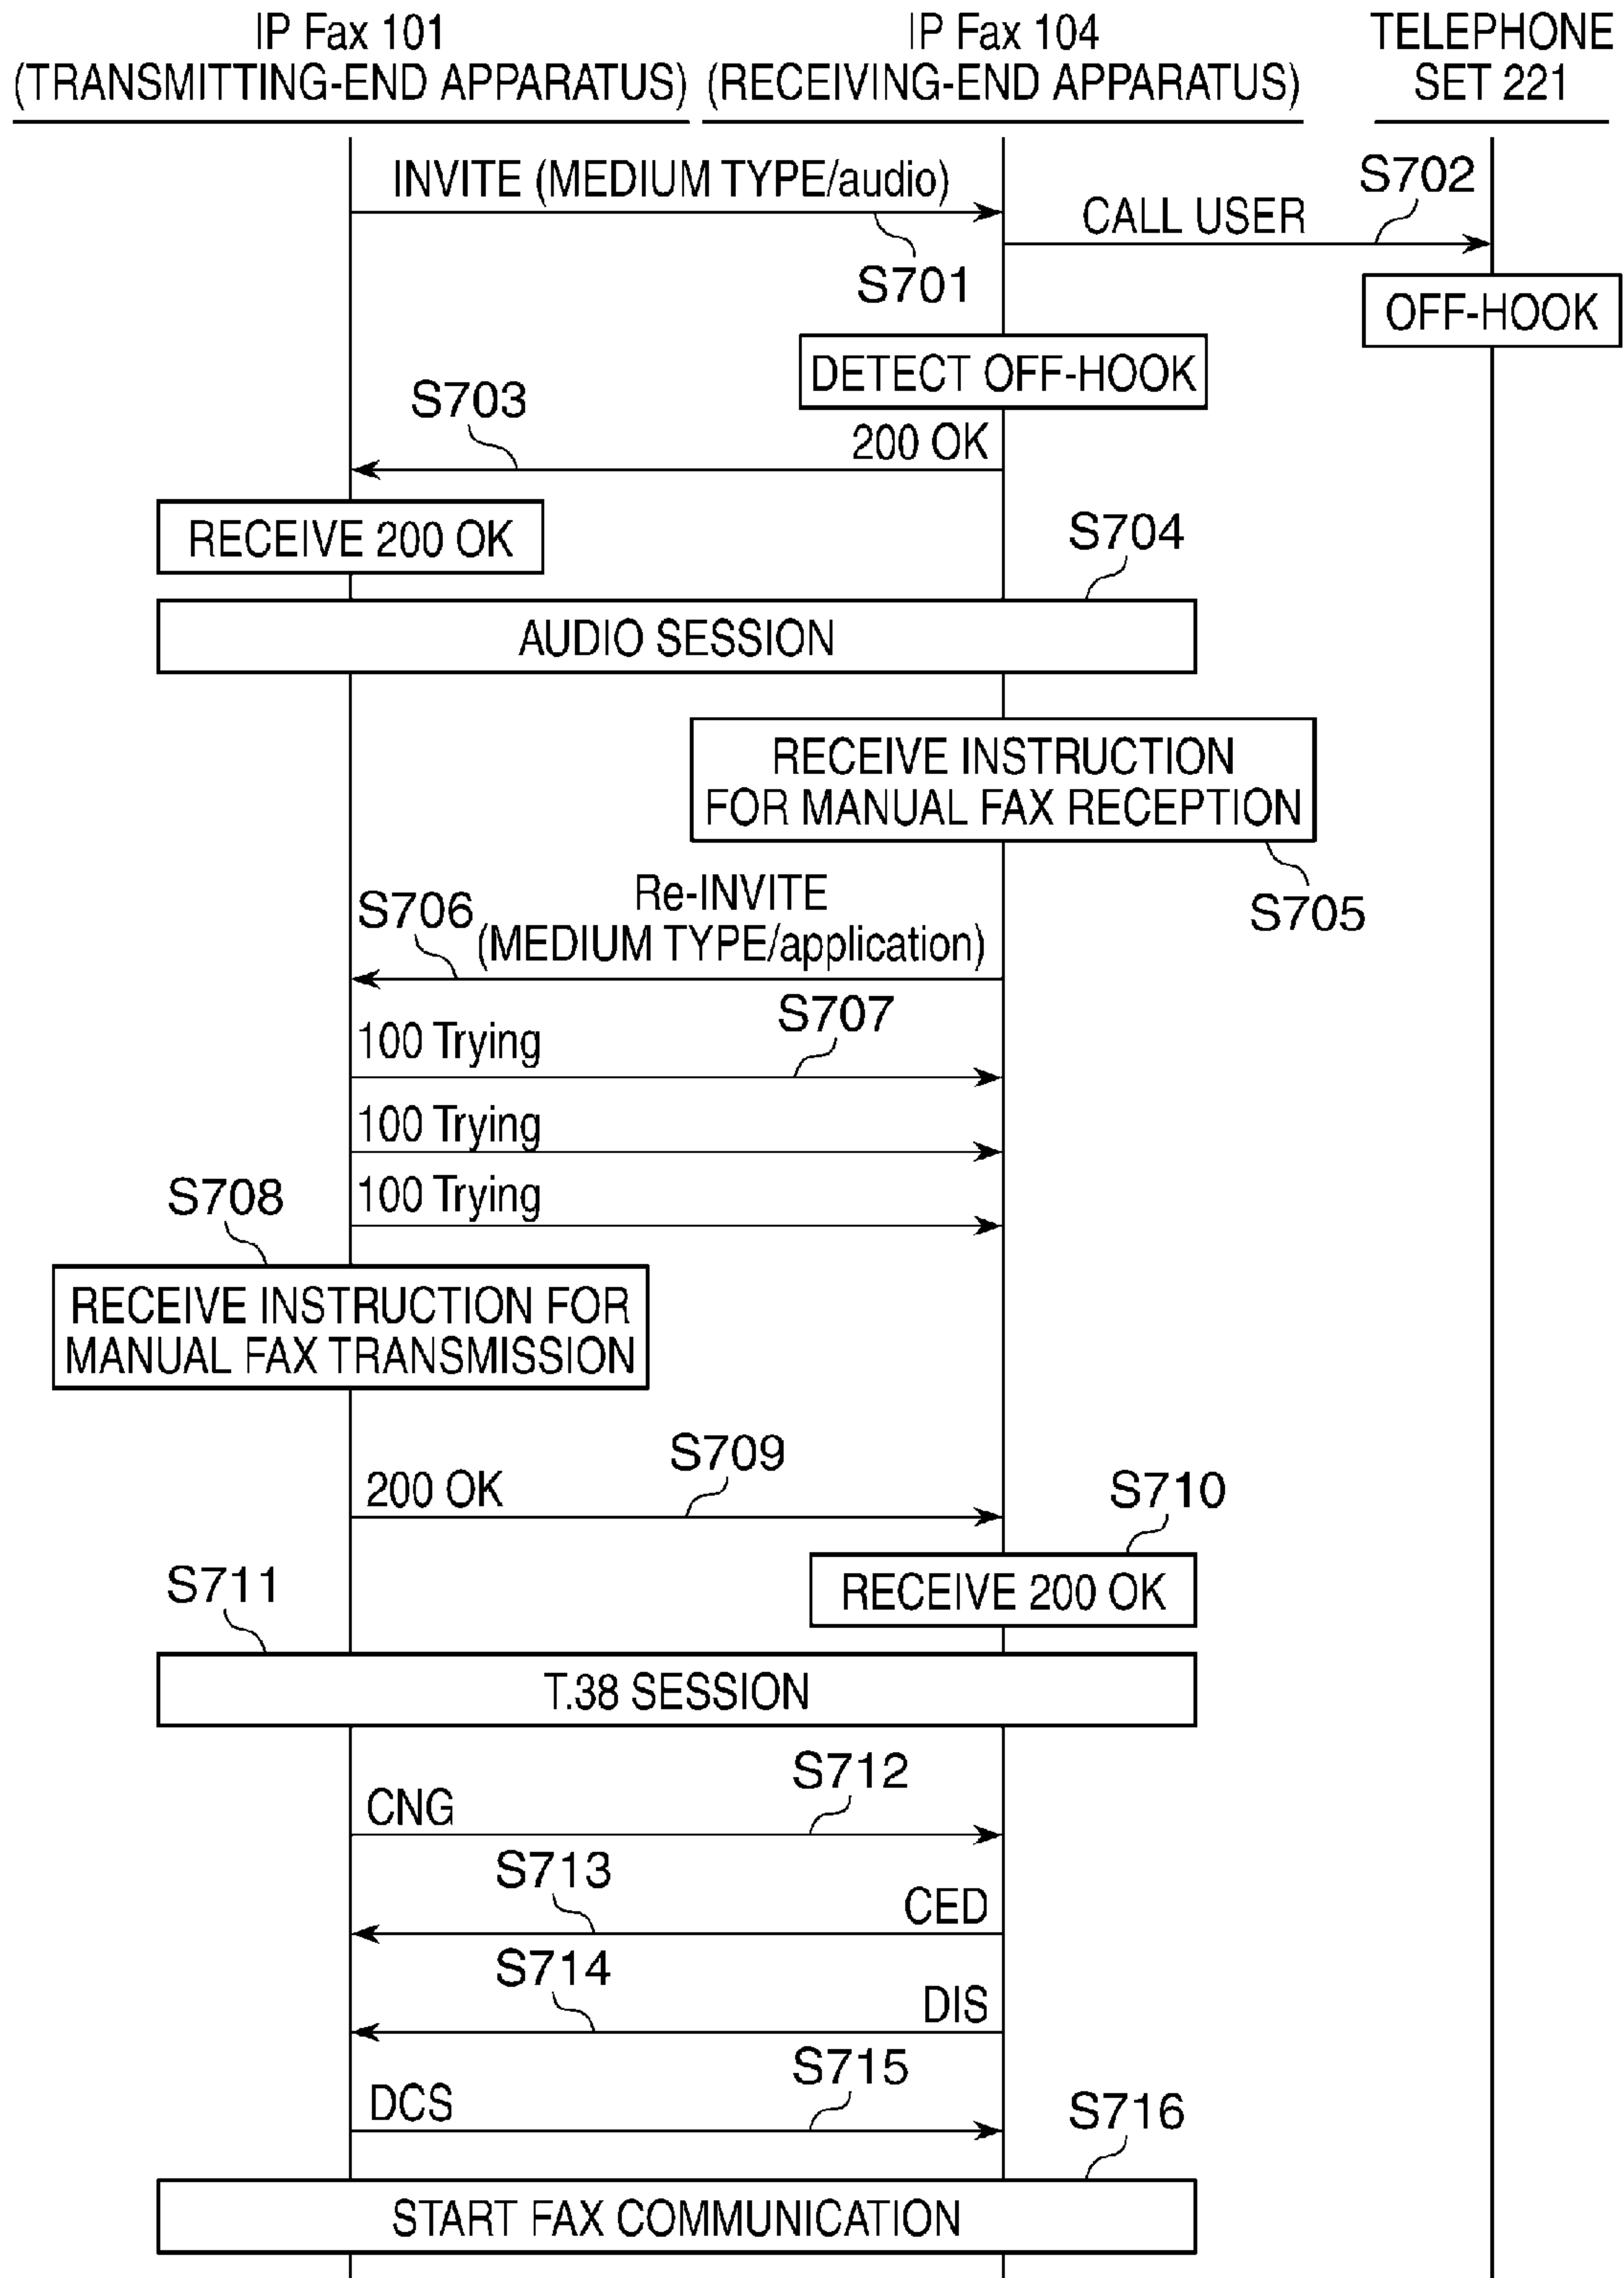 IP Fax 101
(TRANSMITTING-END APPARATUS)
IP Fax 104
(RECEIVING-END APPARATUS)
TELEPHONE
SET 221
INVITE (MEDIUM TYPE/audio)
S701
CALL USER
S702
OFF-HOOK
DETECT OFF-HOOK
S703
200 OK
RECEIVE 200 OK
S704
AUDIO SESSION
RECEIVE INSTRUCTION
FOR MANUAL FAX RECEPTION
S705
S706
Re-INVITE
(MEDIUM TYPE/application)
S707
100 Trying
100 Trying
100 Trying
S708
RECEIVE INSTRUCTION FOR
MANUAL FAX TRANSMISSION
S709
200 OK
S710
RECEIVE 200 OK
S711
T.38 SESSION
S712
CNG
S713
CED
S714
DIS
S715
DCS
S716
START FAX COMMUNICATION